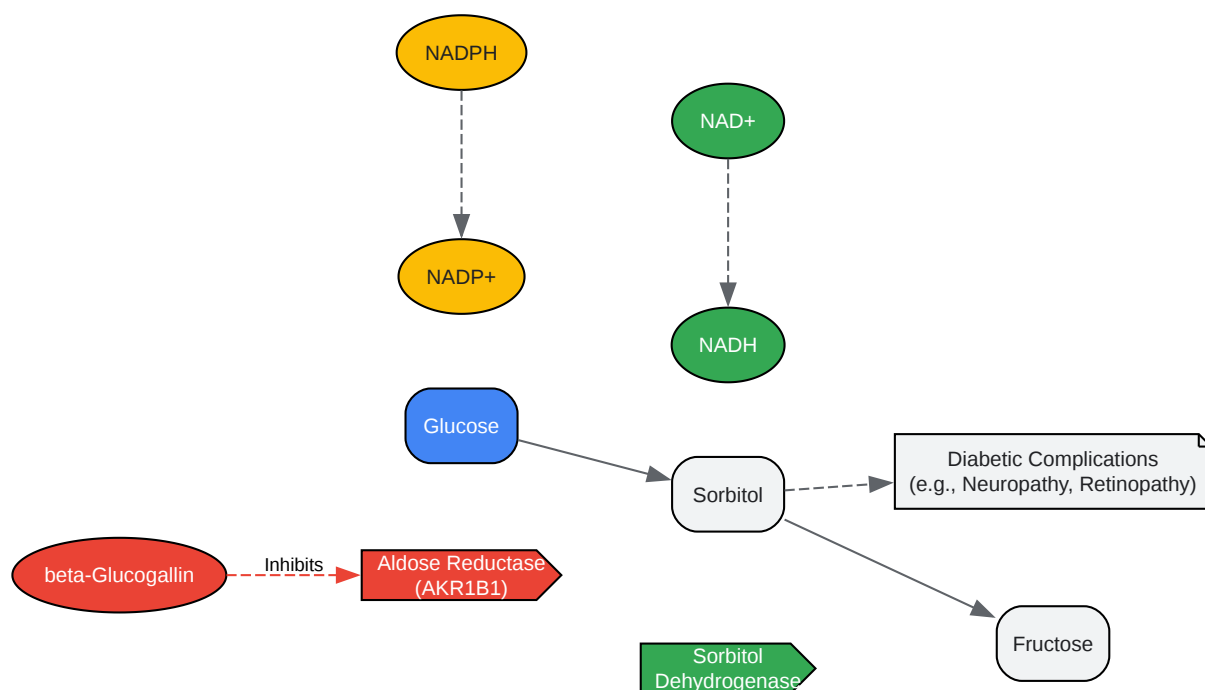 NADPH
NAD+
NADP+
NADH
Glucose
Diabetic Complications
(e.g., Neuropathy, Retinopathy)
Sorbitol
beta-Glucogallin
Inhibits
Aldose Reductase
(AKR1B1)
Fructose
Sorbitol
Dehydrogenase